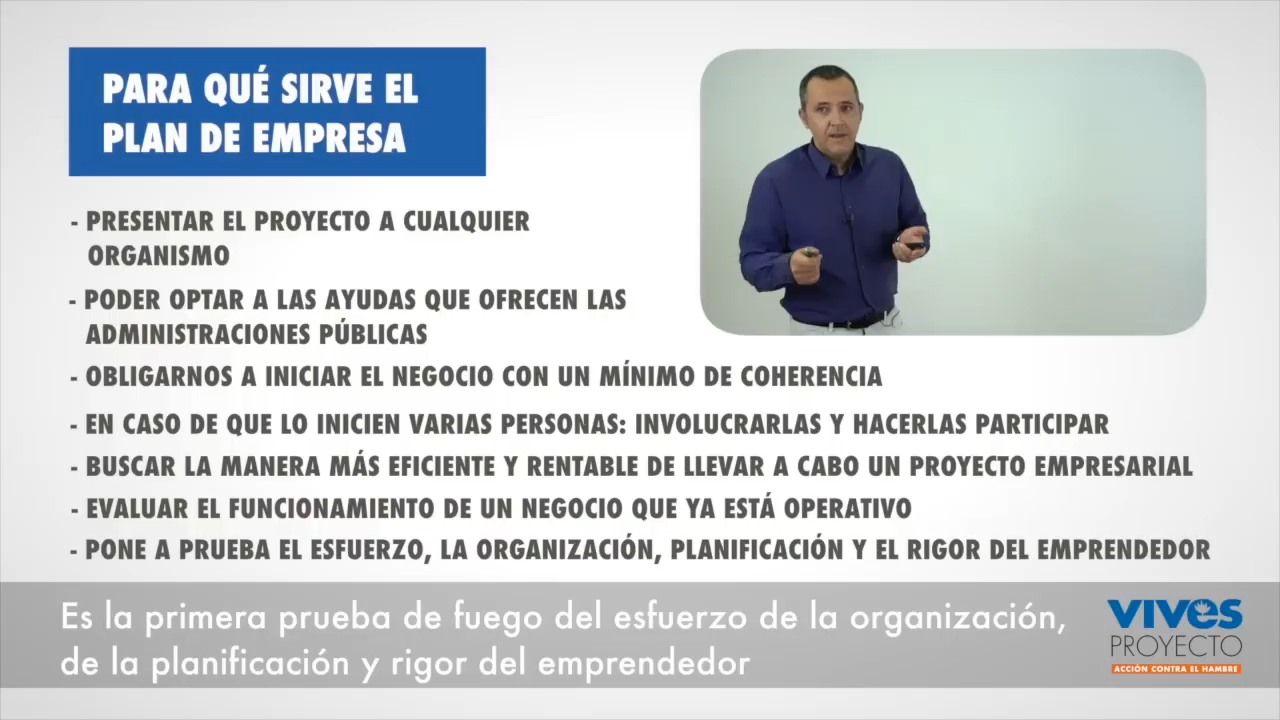 PARA QUÉ SIRVE EL
PLAN DE EMPRESA
- PRESENTAR EL PROYECTO A CUALQUIER
ORGANISMO
- PODER OPTAR A LAS AYUDAS QUE OFRECEN LAS
ADMINISTRACIONES PÚBLICAS
- OBLIGARNOS A INICIAR EL NEGOCIO CON UN MÍNIMO DE COHERENCIA
- EN CASO DE QUE LO INICIEN VARIAS PERSONAS: INVOLUCRARLAS Y HACERLAS PARTICIPAR
- BUSCAR LA MANERA MÁS EFICIENTE Y RENTABLE DE LLEVAR A CABO UN PROYECTO EMPRESARIAL
- EVALUAR EL FUNCIONAMIENTO DE UN NEGOCIO QUE YA ESTÁ OPERATIVO
- PONE A PRUEBA EL ESFUERZO, LA ORGANIZACIÓN, PLANIFICACIÓN Y EL RIGOR DEL EMPRENDEDOR
Es la primera prueba de fuego del esfuerzo de la organización,
de la planificación y rigor del emprendedor
VIVES
PROYECTO
ACCIÓN CONTRA EL HAMBRE